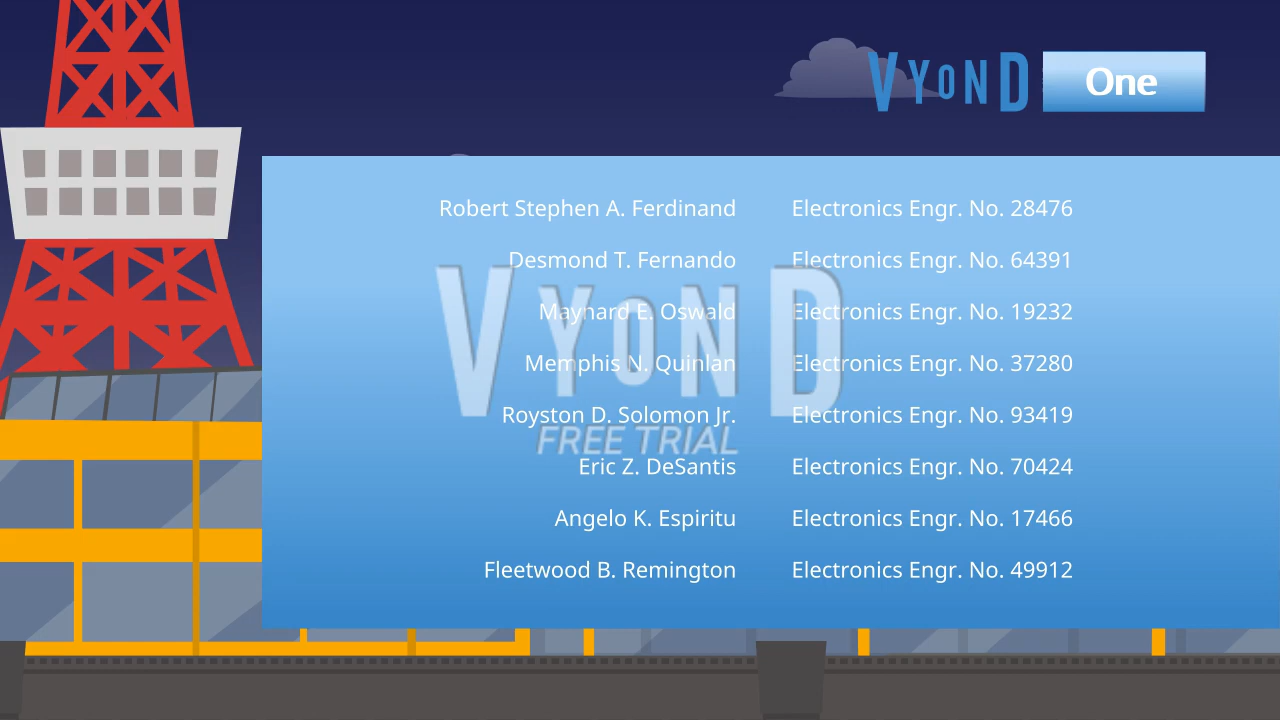 VYOND One
Robert Stephen A. Ferdinand Electronics Engr. No. 28476
Desmond T. Fernando Electronics Engr. No. 64391
Maynard E. Oswald Electronics Engr. No. 19232
Memphis N. Quinlan Electronics Engr. No. 37280
Royston D. Solomon Jr. Electronics Engr. No. 93419
Eric Z. DeSantis Electronics Engr. No. 70424
Angelo K. Espiritu Electronics Engr. No. 17466
Fleetwood B. Remington Electronics Engr. No. 49912
VYOND
FREE TRIAL